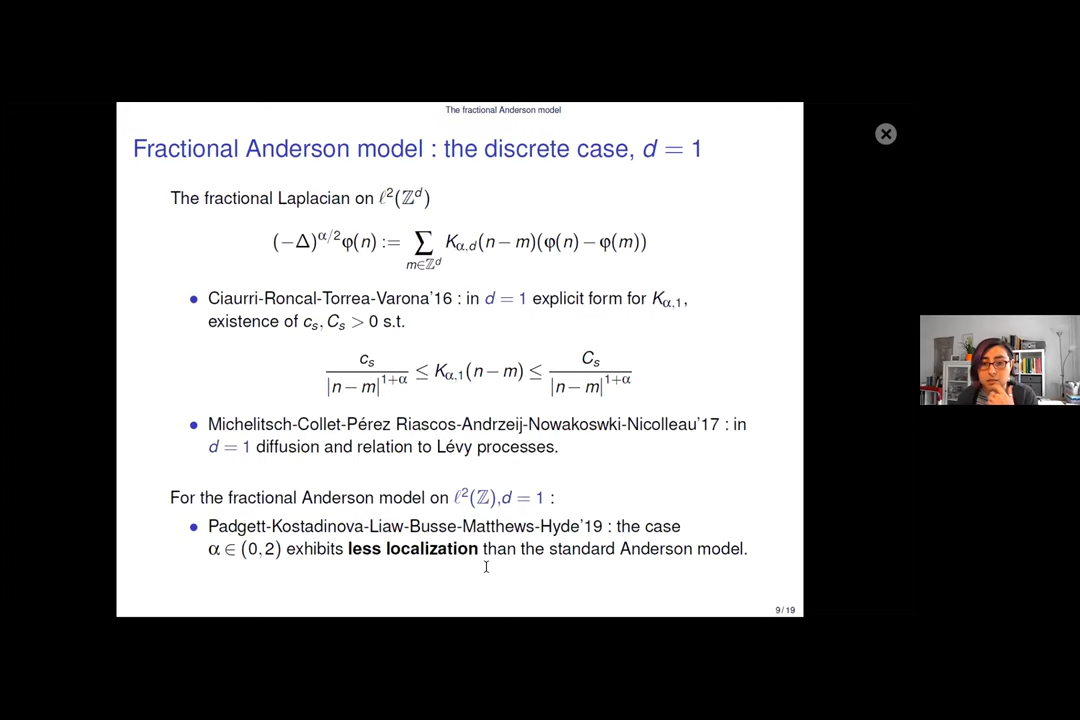 The fractional Anderson model
Fractional Anderson model : the discrete case, d = 1
The fractional Laplacian on ℓ²(ℤᵈ)
(−Δ)^{α/2}φ(n) := ∑_{m∈ℤᵈ} K_{α,d}(n−m)(φ(n)−φ(m))
• Ciaurri-Roncal-Torrea-Varona'16 : in d = 1 explicit form for K_{α,1},
existence of c_s, C_s > 0 s.t.
c_s / |n−m|^{1+α} ≤ K_{α,1}(n−m) ≤ C_s / |n−m|^{1+α}
• Michelitsch-Collet-Pérez Riascos-Andrzeij-Nowakoswki-Nicolleau'17 : in
d = 1 diffusion and relation to Lévy processes.
For the fractional Anderson model on ℓ²(ℤ),d = 1 :
• Padgett-Kostadinova-Liaw-Busse-Matthews-Hyde'19 : the case
α ∈ (0,2) exhibits less localization than the standard Anderson model.
9 / 19